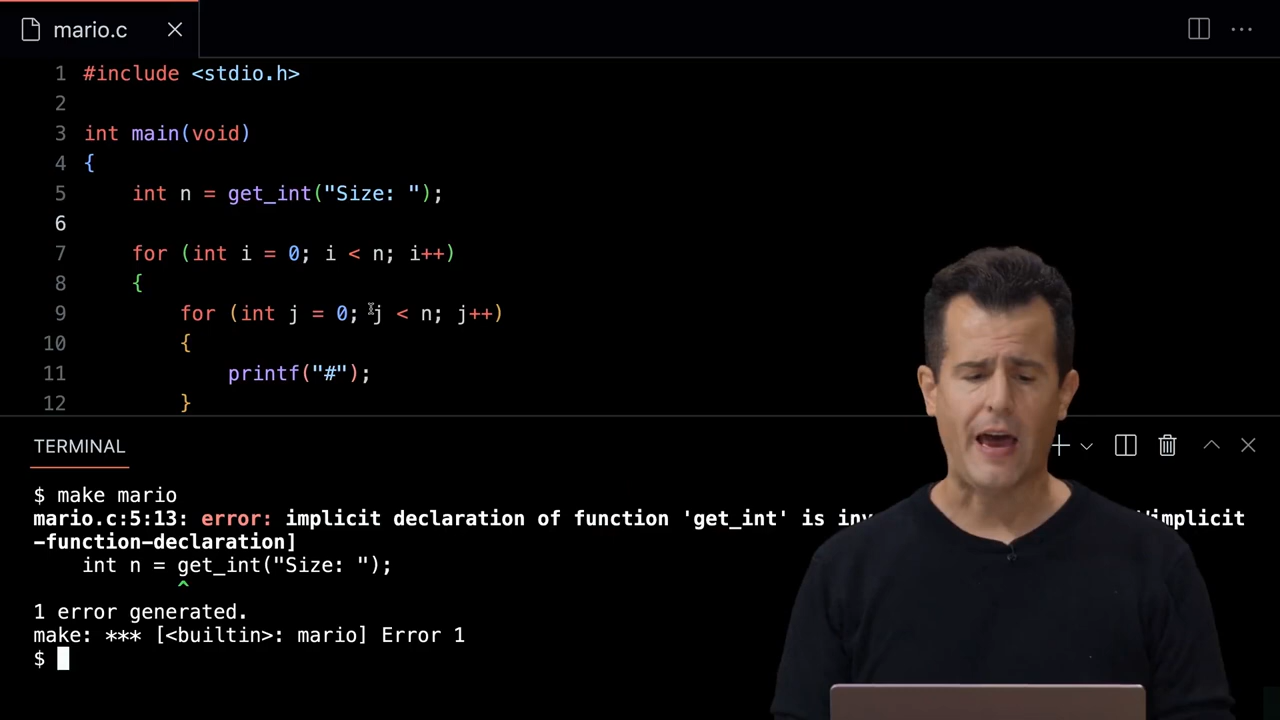 mario.c
1 #include <stdio.h>
2
3 int main(void)
4 {
5     int n = get_int("Size: ");
6
7     for (int i = 0; i < n; i++)
8     {
9         for (int j = 0; j < n; j++)
10         {
11             printf("#");
12         }
TERMINAL
$ make mario
mario.c:5:13: error: implicit declaration of function 'get_int' is implicit
-function-declaration]
    int n = get_int("Size: ");
            ^
1 error generated.
make: *** [<builtin>: mario] Error 1
$